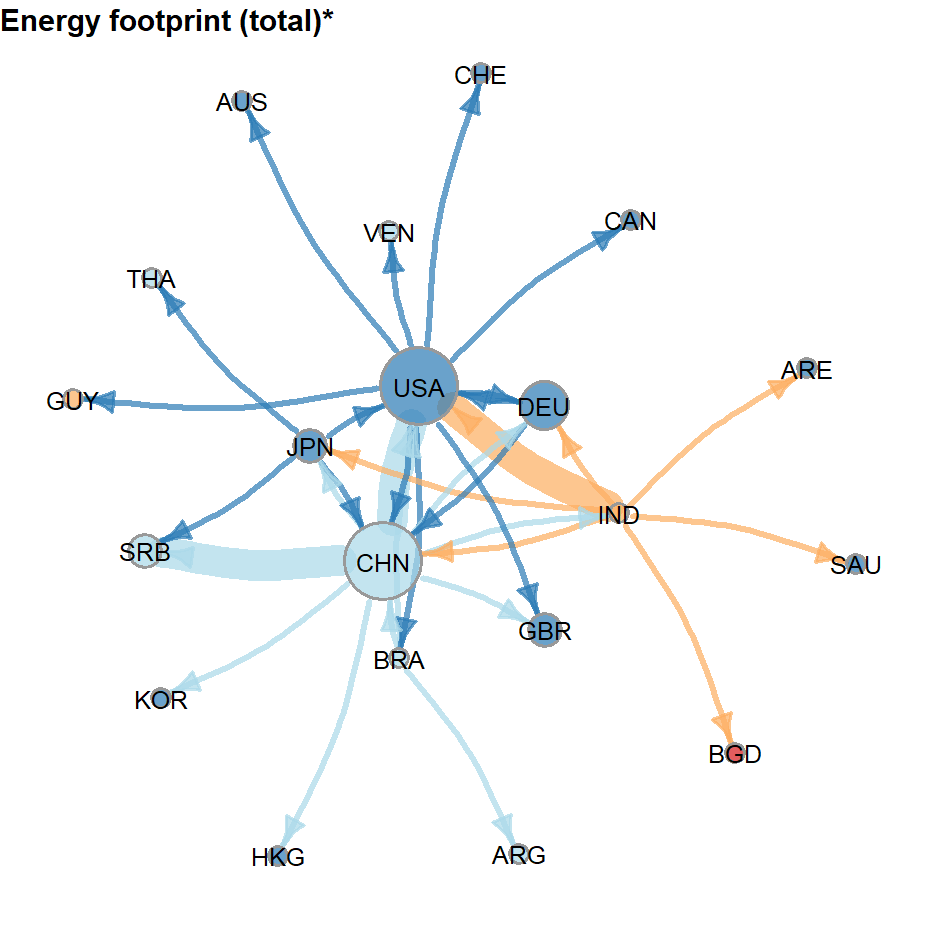 Energy footprint (total)*
CHE
AUS
CAN
VEN
THA
ARE
USA
GUY
DEU
JPN
IND
SRB
CHN
SAU
GBR
BRA
KOR
BGD
HKG
ARG